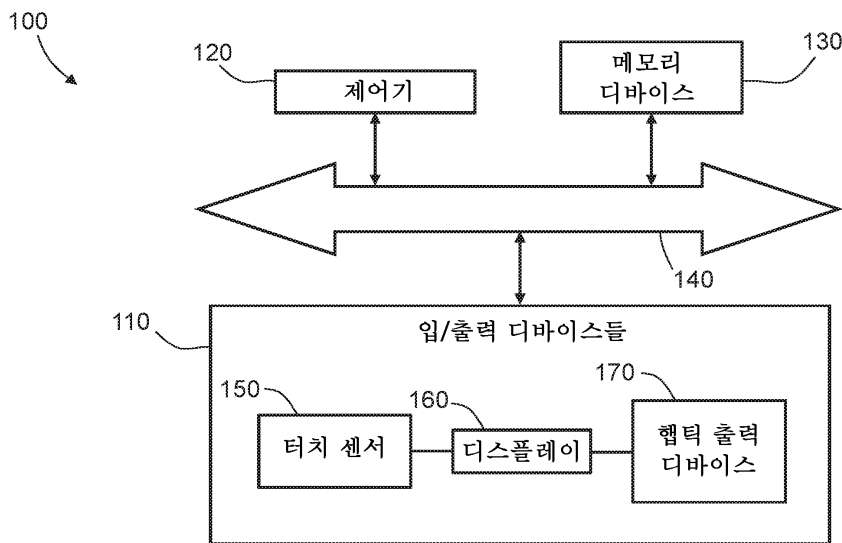 100
120
제어기
메모리
디바이스
130
140
110
입/출력 디바이스들
150
터치 센서
160
디스플레이
170
햅틱 출력
디바이스